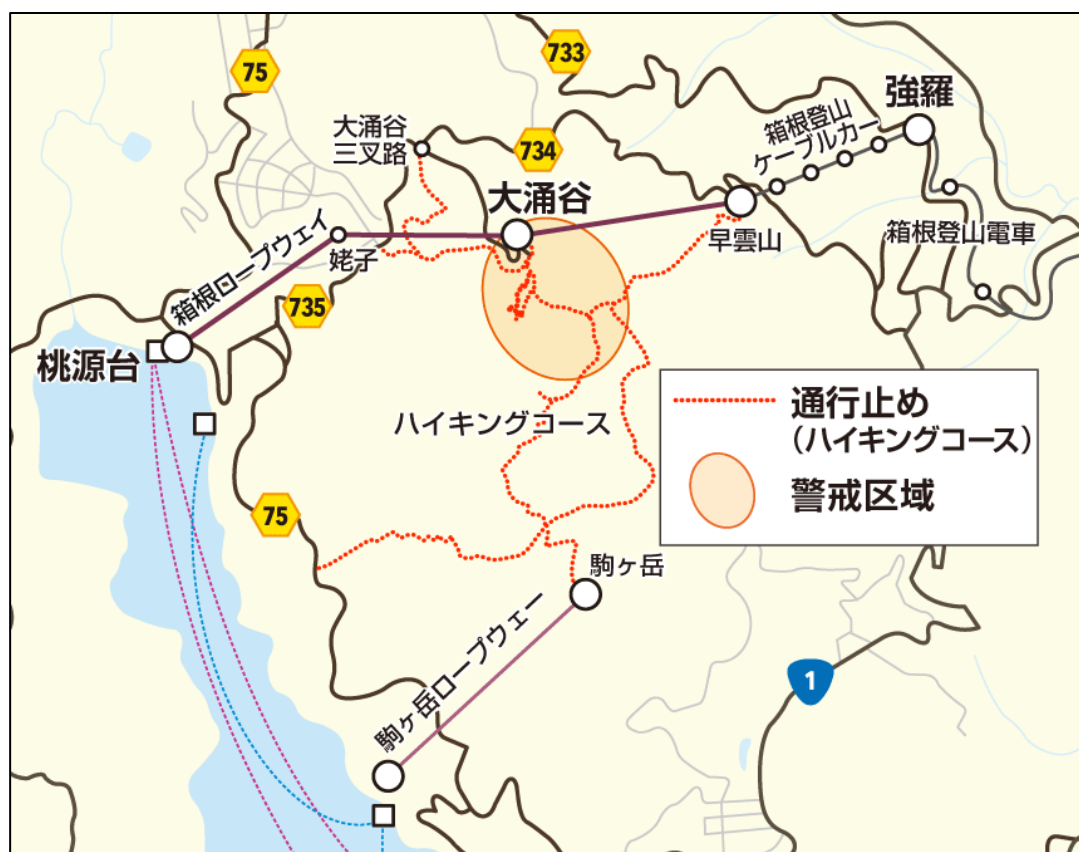 733
75
強羅
大涌谷
三叉路
734
箱根登山
ケーブルカー
大涌谷
早雲山
箱根登山電車
姥子
箱根ロープウェイ
735
桃源台
ハイキングコース
通行止め
(ハイキングコース)
警戒区域
75
駒ヶ岳
駒ヶ岳ロープウェー
1